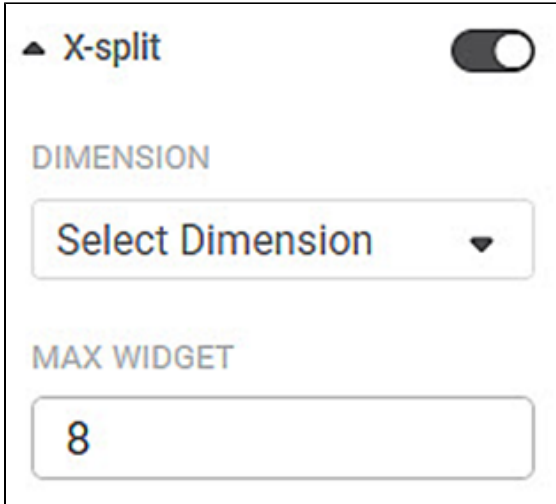 X-split
DIMENSION
Select Dimension
MAX WIDGET
8